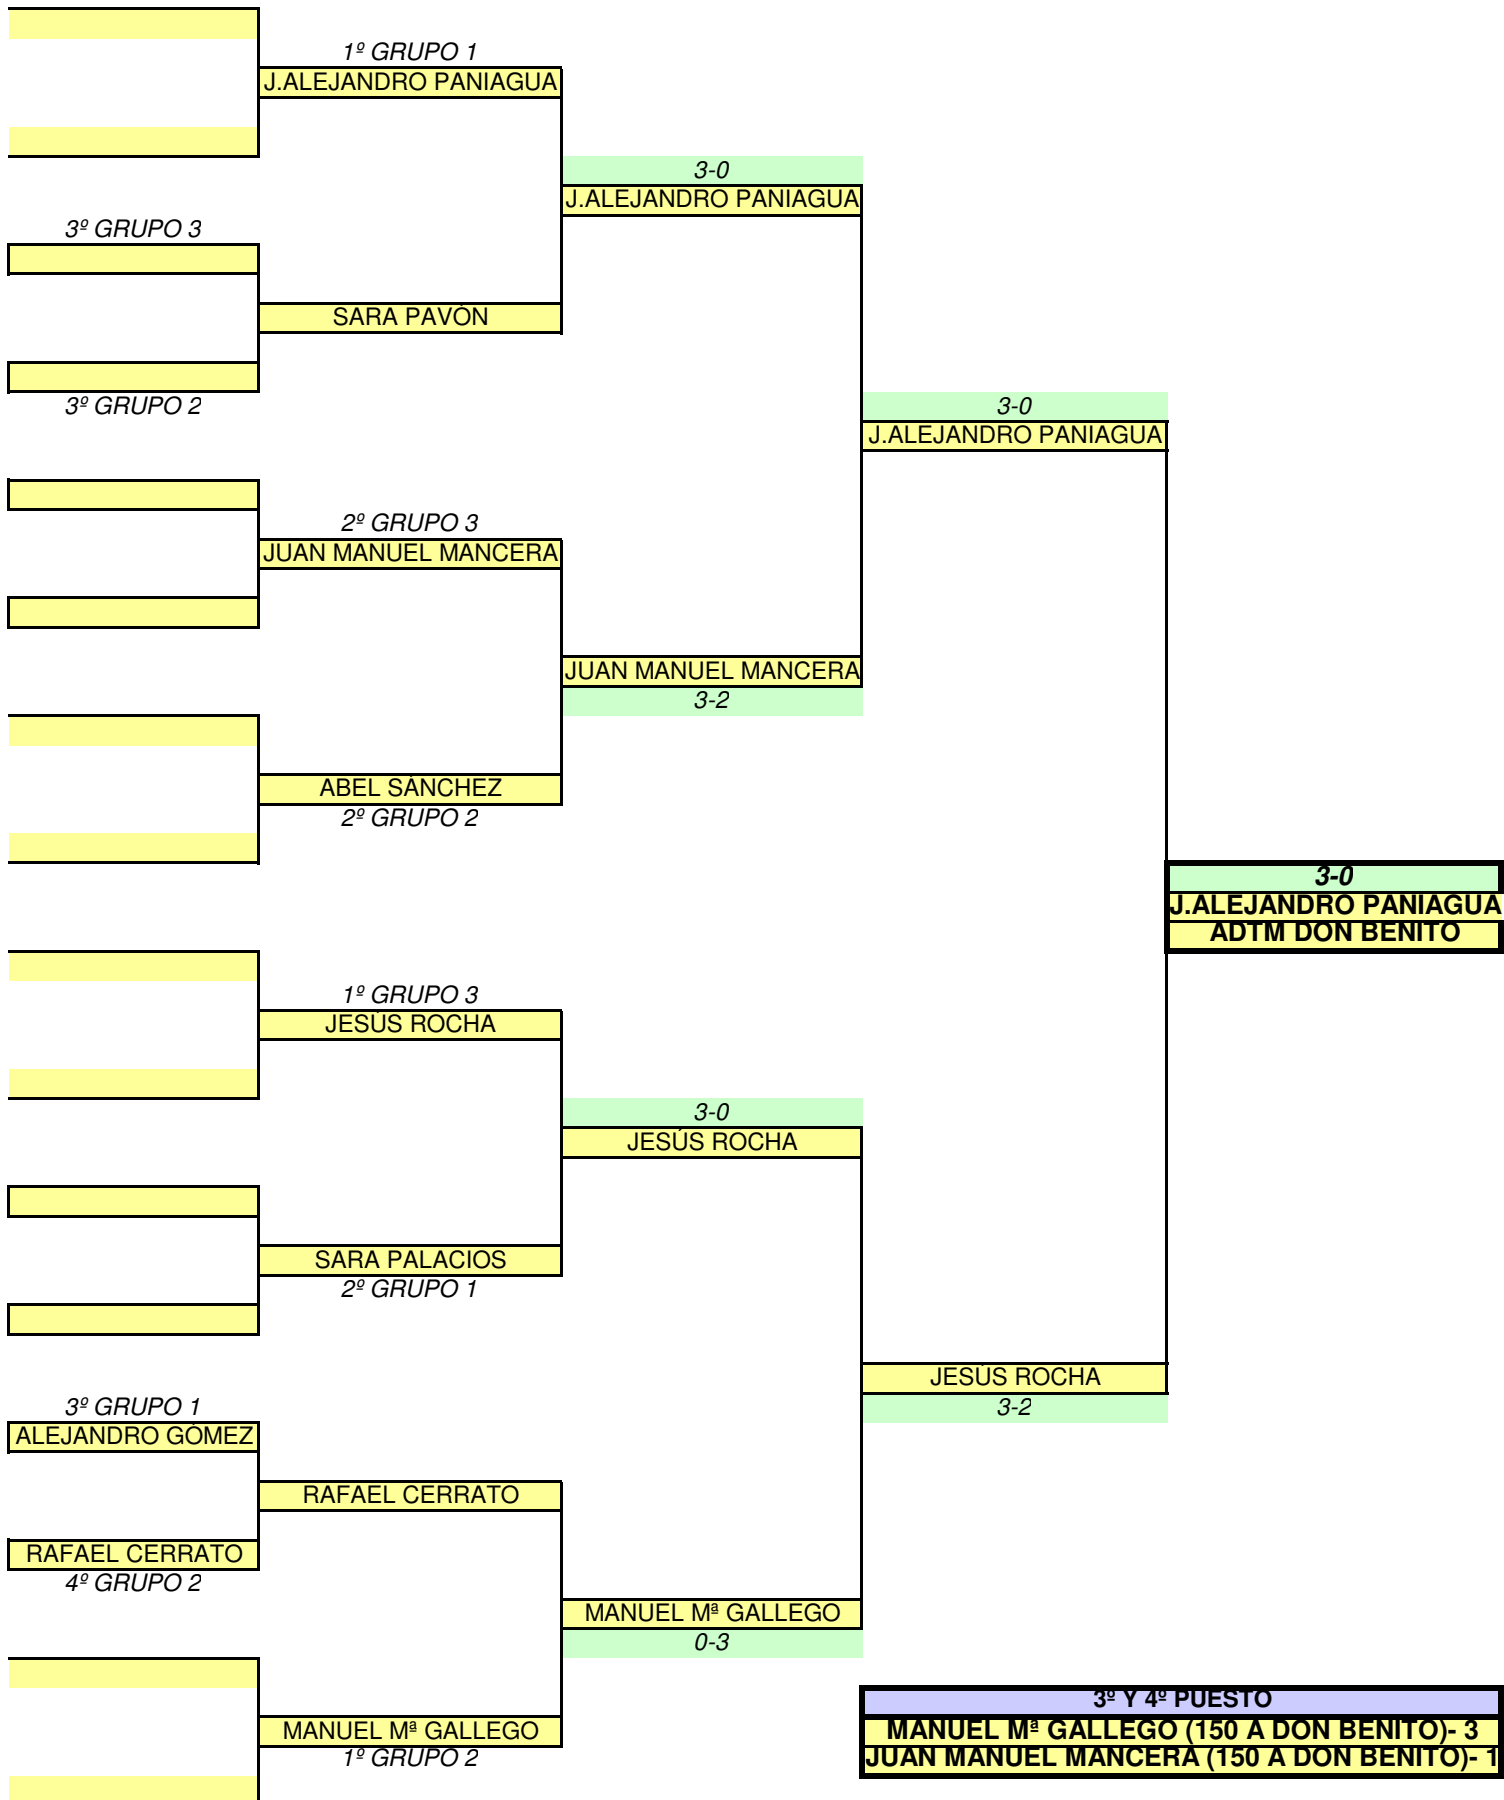 1º GRUPO 1
J.ALEJANDRO PANIAGUA
3-0
J.ALEJANDRO PANIAGUA
3º GRUPO 3
SARA PAVÓN
3º GRUPO 2
3-0
J.ALEJANDRO PANIAGUA
2º GRUPO 3
JUAN MANUEL MANCERA
JUAN MANUEL MANCERA
3-2
ABEL SÁNCHEZ
2º GRUPO 2
3-0
J.ALEJANDRO PANIAGUA
ADTM DON BENITO
1º GRUPO 3
JESÚS ROCHA
3-0
JESÚS ROCHA
SARA PALACIOS
2º GRUPO 1
JESÚS ROCHA
3-2
3º GRUPO 1
ALEJANDRO GÓMEZ
RAFAEL CERRATO
RAFAEL CERRATO
4º GRUPO 2
MANUEL Mª GALLEGO
0-3
3º Y 4º PUESTO
MANUEL Mª GALLEGO (150 A DON BENITO)- 3
JUAN MANUEL MANCERA (150 A DON BENITO)- 1
MANUEL Mª GALLEGO
1º GRUPO 2